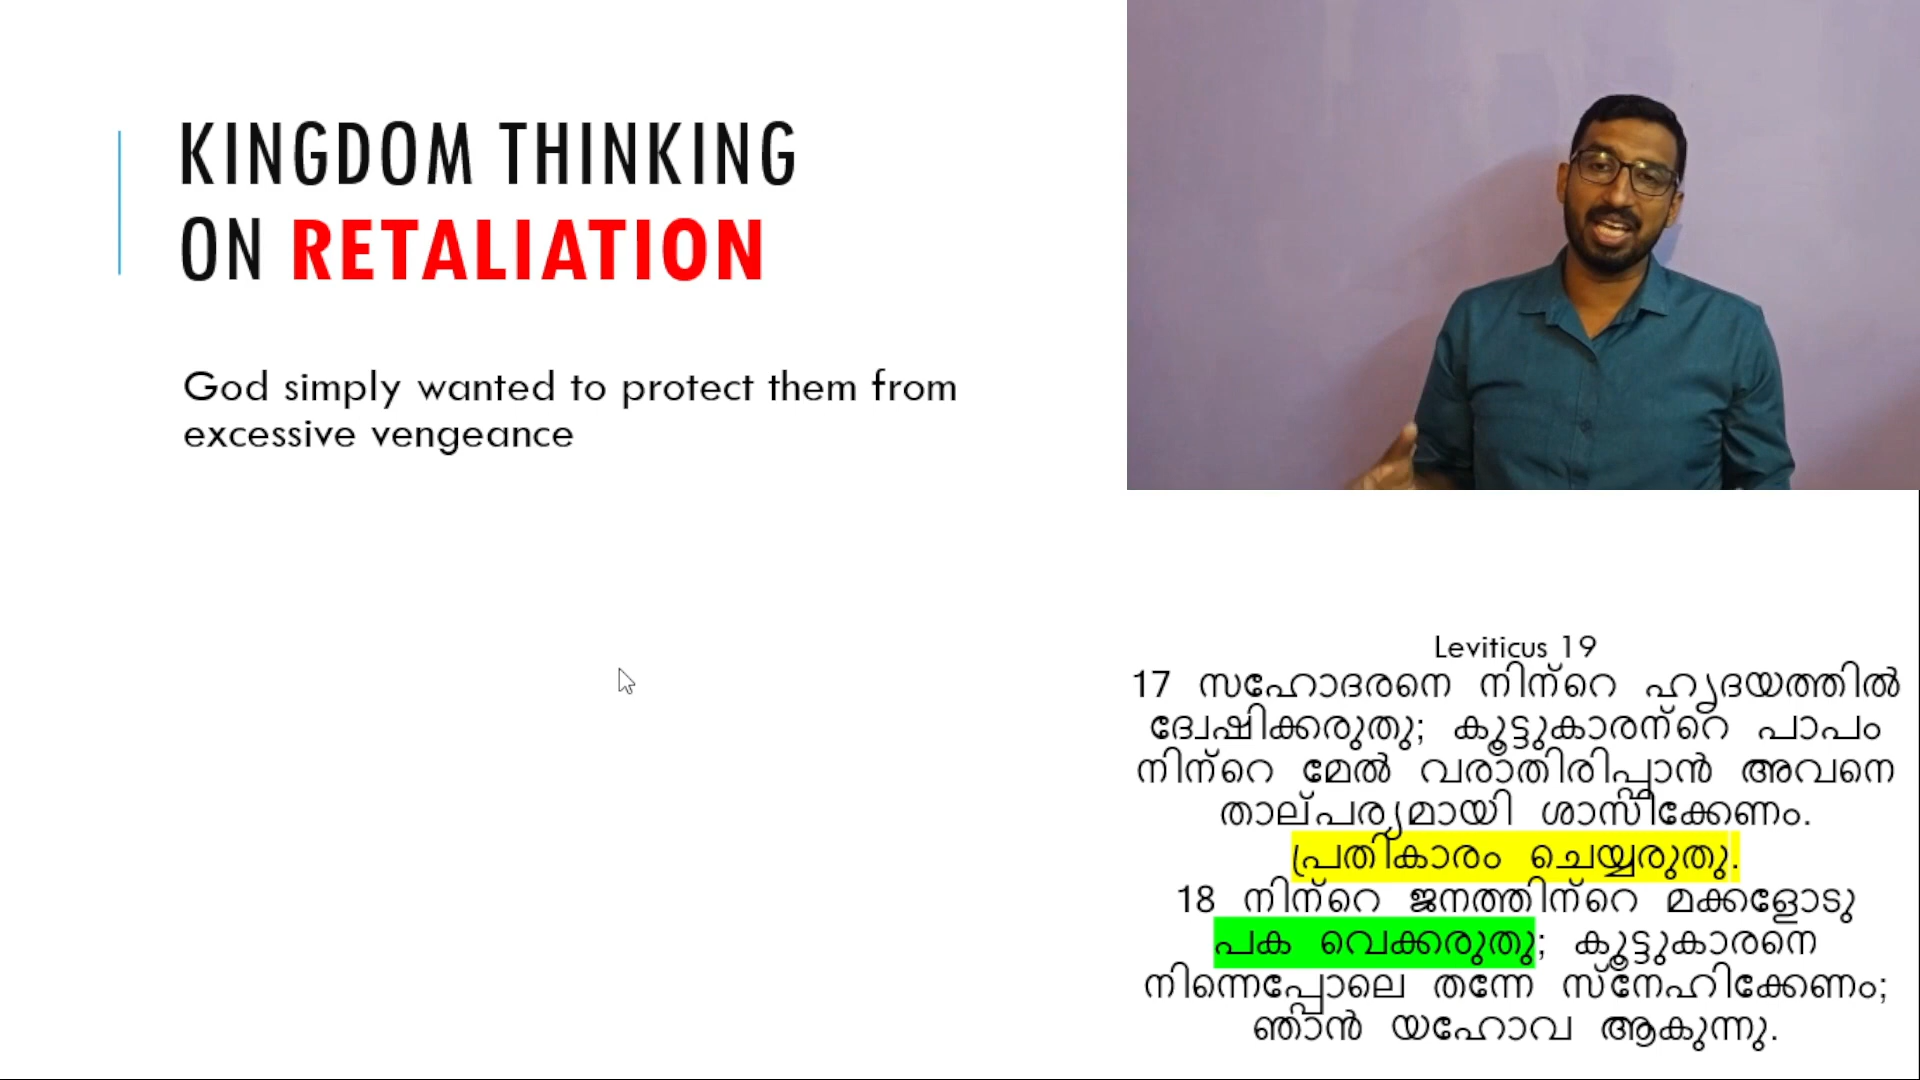 KINGDOM THINKING
ON RETALIATION
God simply wanted to protect them from
excessive vengeance
Leviticus 19
17 സഹോദരനെ നിന്റെ ഹൃദയത്തിൽ
ദ്വേഷിക്കരുതു; കൂട്ടുകാരന്റെ പാപം
നിന്റെ മേൽ വരാതിരിപ്പാൻ അവനെ
താല്പര്യമായി ശാസിക്കേണം.
പ്രതികാരം ചെയ്യരുതു.
18 നിന്റെ ജനത്തിന്റെ മക്കളോടു
പക വെക്കരുതു; കൂട്ടുകാരനെ
നിന്നെപ്പോലെ തന്നേ സ്നേഹിക്കേണം;
ഞാൻ യഹോവ ആകുന്നു.